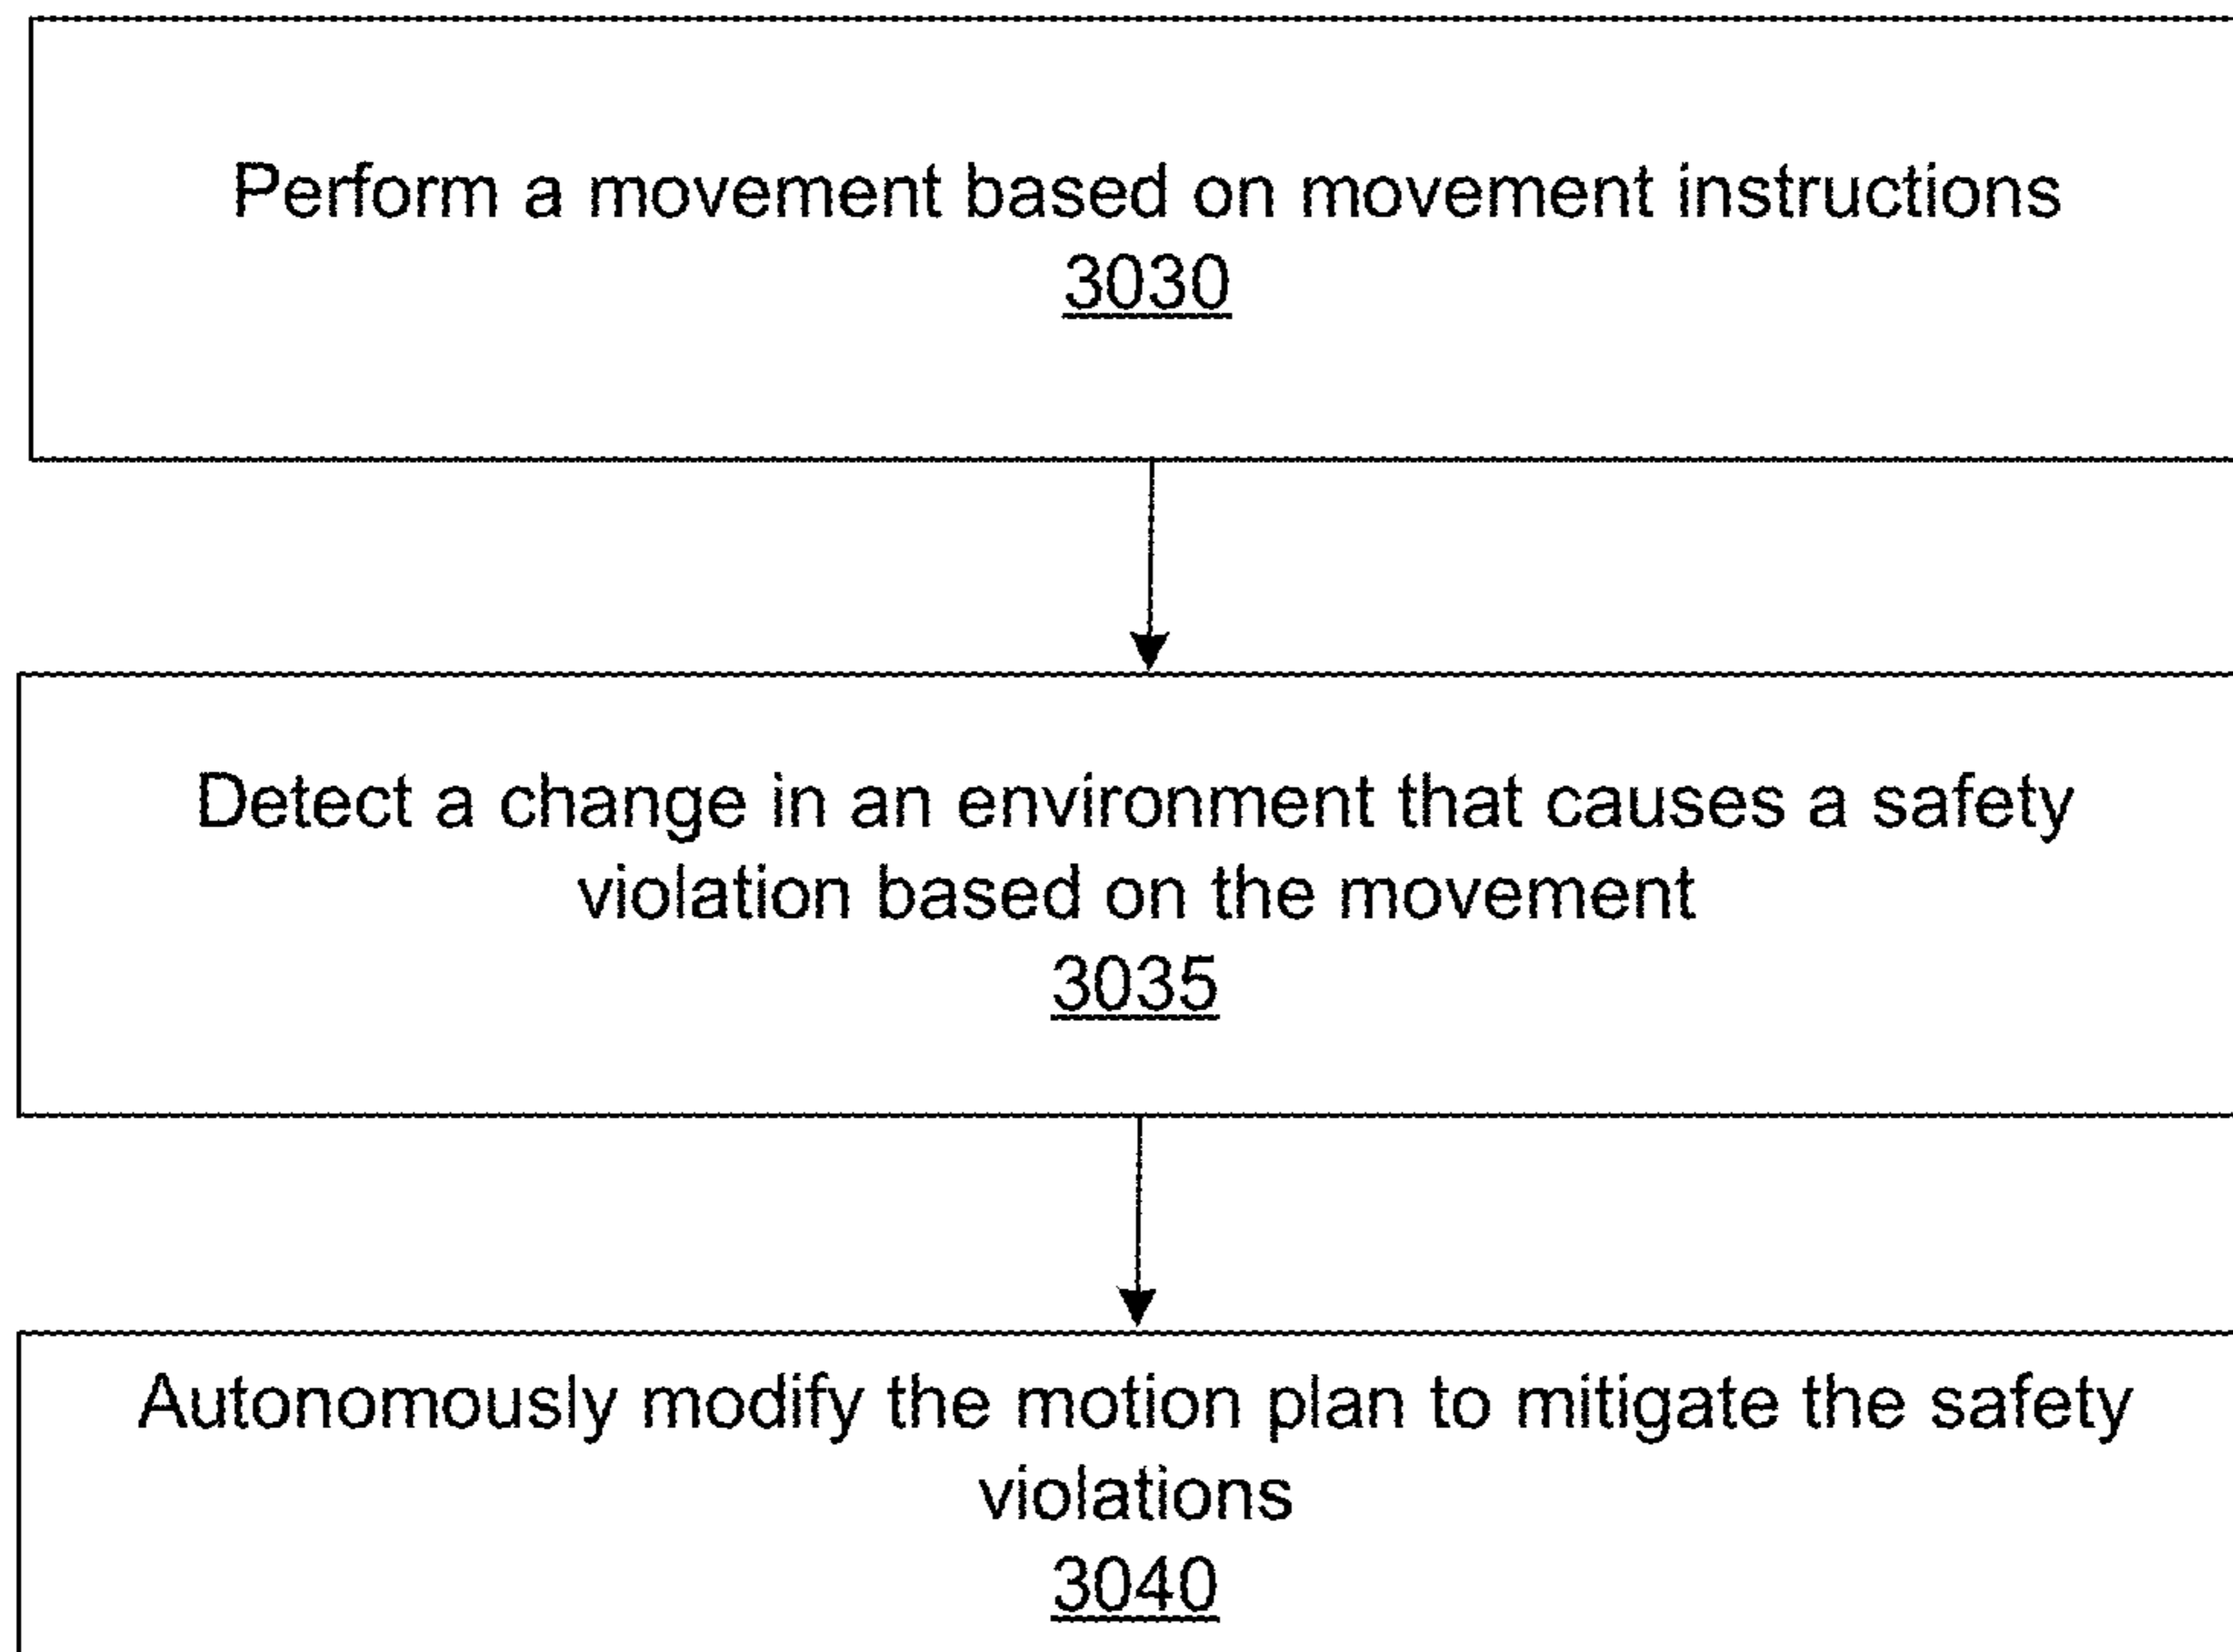 Perform a movement based on movement instructions
3030
Detect a change in an environment that causes a safety
violation based on the movement
3035
Autonomously modify the motion plan to mitigate the safety
violations
3040